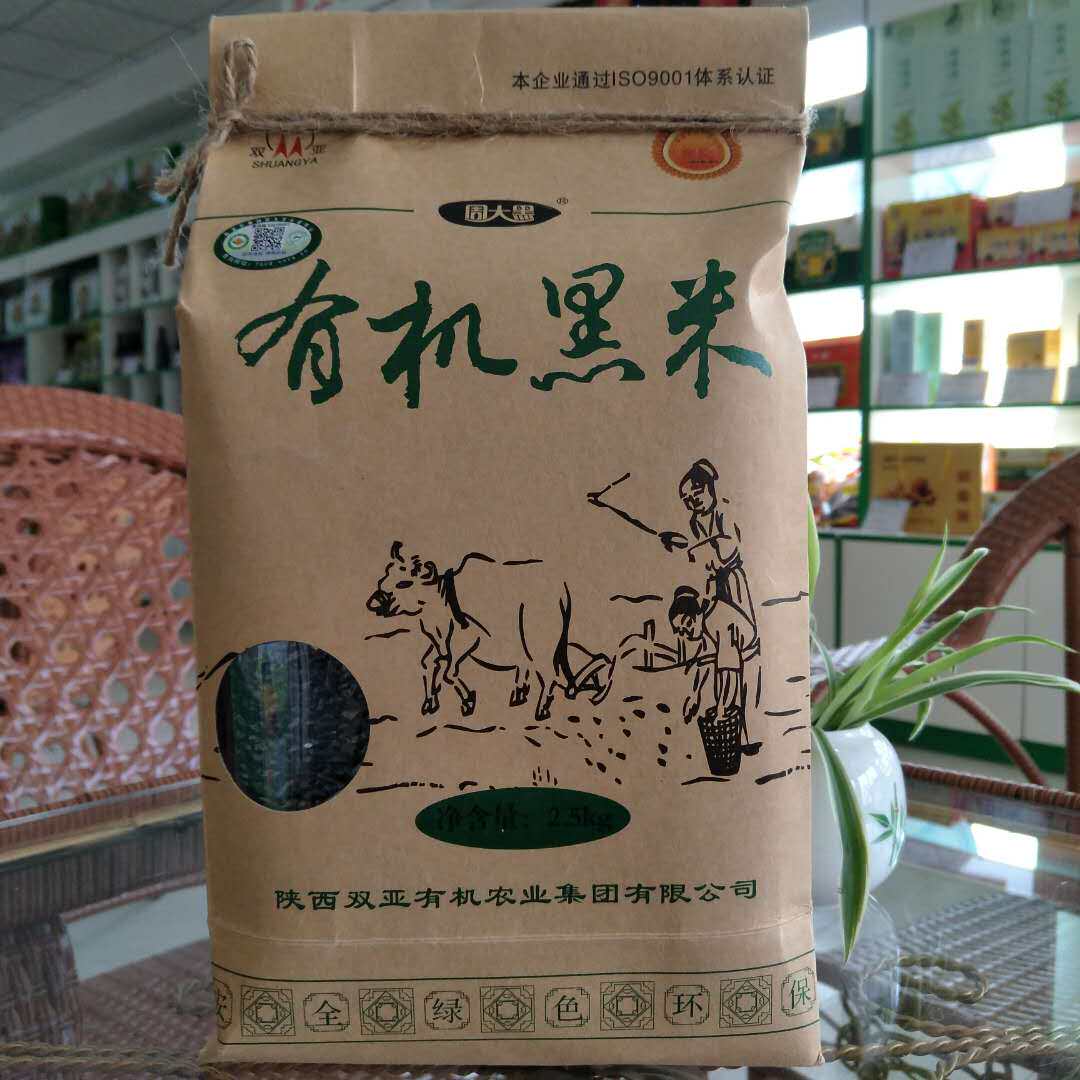 本企业通过ISO9001体系认证
双 亚
SHUANGYA
周大黑®
有机黑米
净含量：2.5kg
陕西双亚有机农业集团有限公司
安全绿色环保